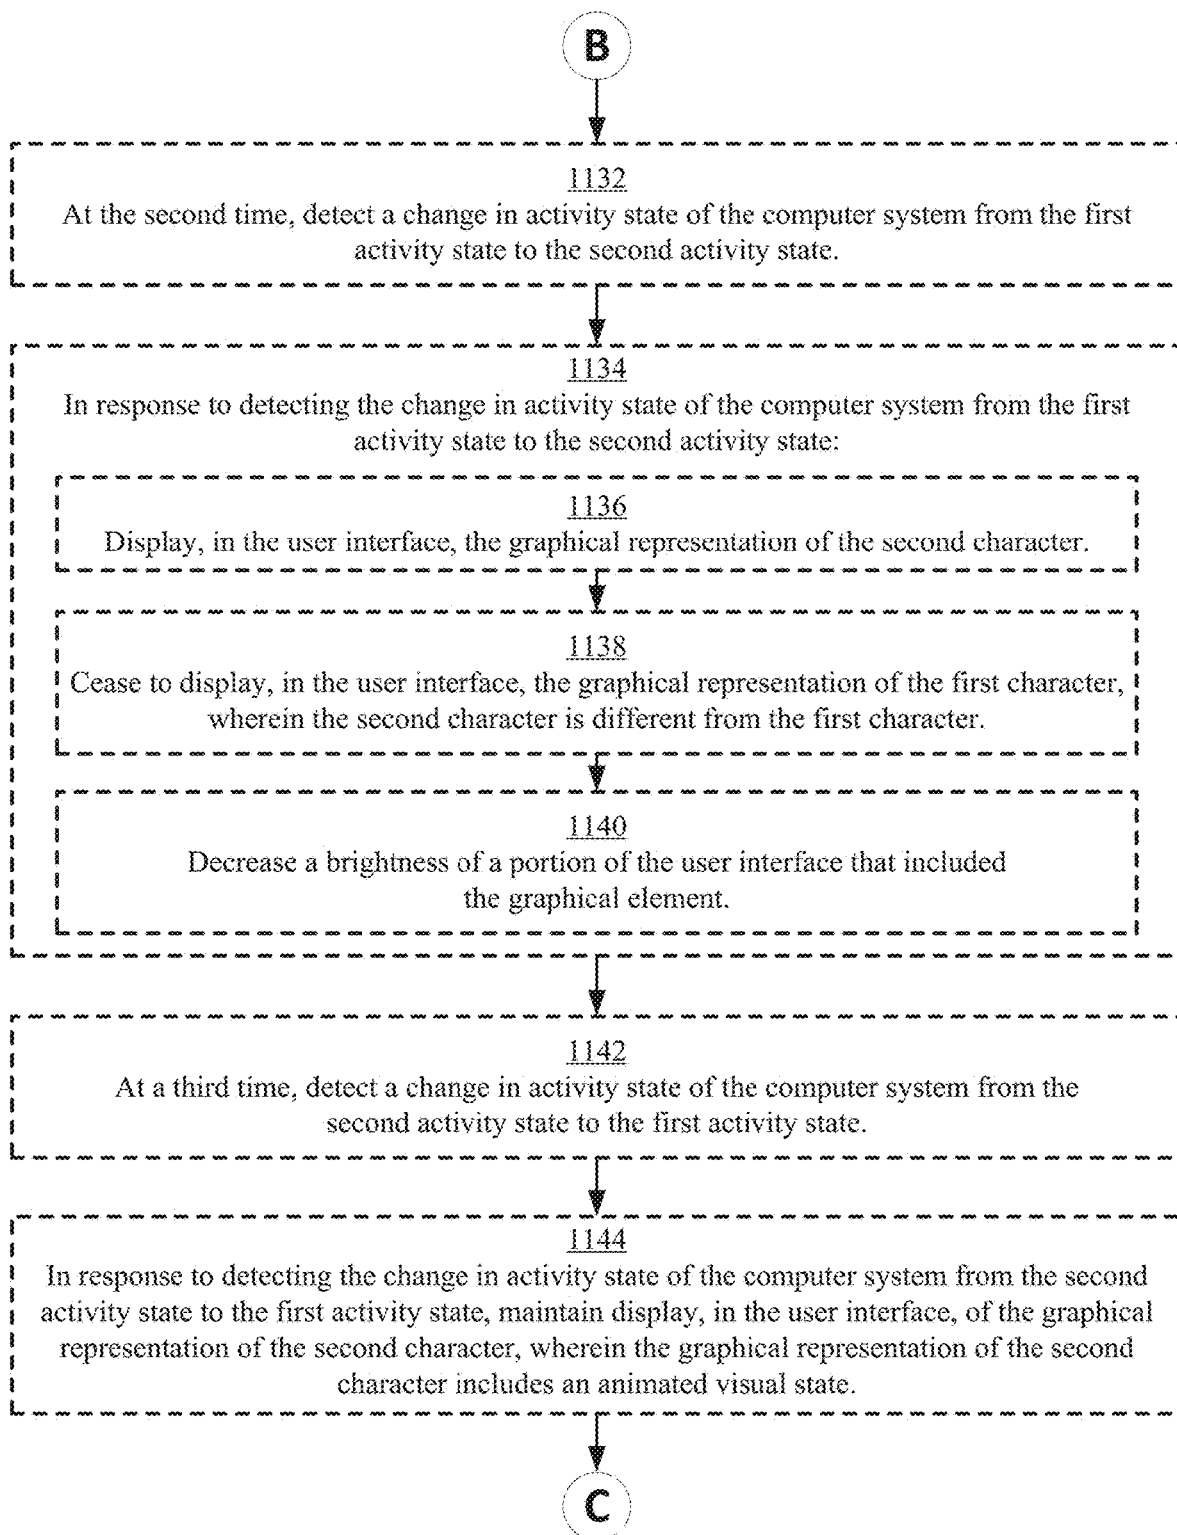 B
1132
At the second time, detect a change in activity state of the computer system from the first
activity state to the second activity state.
1134
In response to detecting the change in activity state of the computer system from the first
activity state to the second activity state:
1136
Display, in the user interface, the graphical representation of the second character.
1138
Cease to display, in the user interface, the graphical representation of the first character,
wherein the second character is different from the first character.
1140
Decrease a brightness of a portion of the user interface that included
the graphical element.
1142
At a third time, detect a change in activity state of the computer system from the
second activity state to the first activity state.
1144
In response to detecting the change in activity state of the computer system from the second
activity state to the first activity state, maintain display, in the user interface, of the graphical
representation of the second character, wherein the graphical representation of the second
character includes an animated visual state.
C